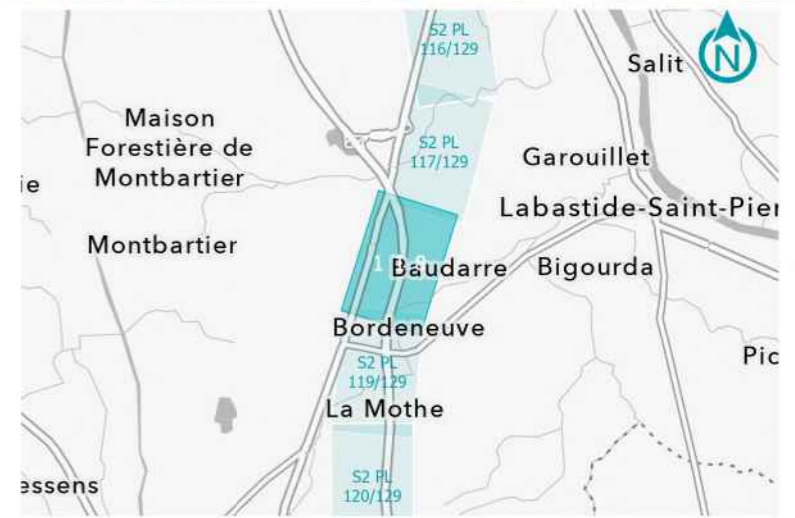 S2 PL
116/129
Salit
N
Maison
Forestière de
Montbartier
S2 PL
117/129
Garouillet
ie
Labastide-Saint-Pier
Montbartier
Baudarre
Bigourda
Bordeneuve
Pic
S2 PL
119/129
La Mothe
essens
S2 PL
120/129